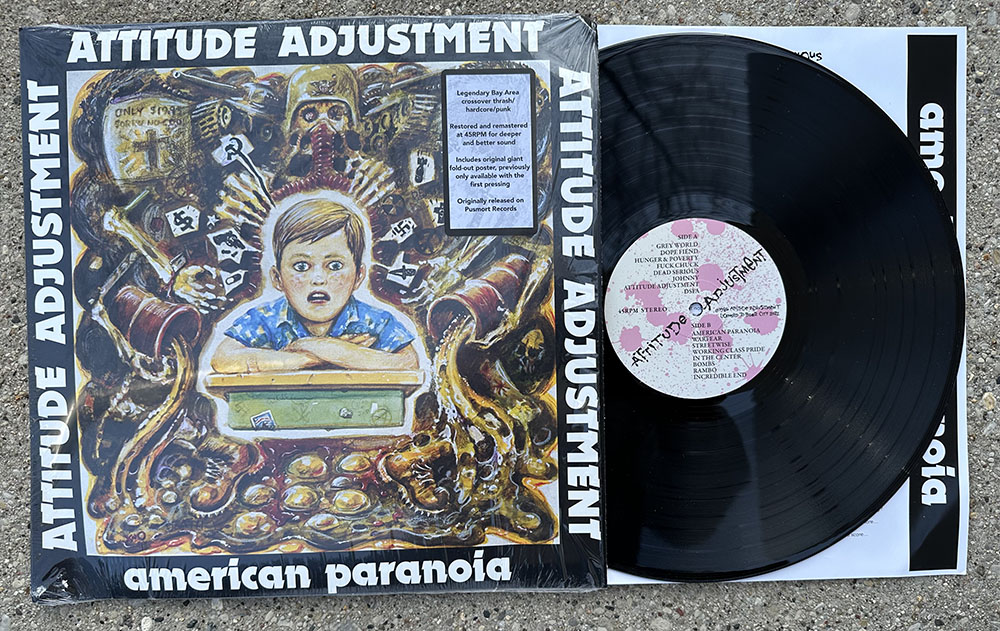 ATTITUDE ADJUSTMENT
ATTITUDE ADJUSTMENT
ATTITUDE ADJUSTMENT
ONLY $19
Legendary Bay Area
crossover thrash/
hardcore/punk
Restored and remastered
at 45RPM for deeper
and better sound
Includes original giant
fold-out poster, previously
only available with the
first pressing
Originally released on
Pusmort Records
american paranoia
SIDE A
GREY WORLD
DOPE FIEND
HUNGER & POVERTY
FUCK CHUCK
DEAD SERIOUS
JOHNNY
ATTITUDE ADJUSTMENT
DSFA
45RPM STEREO
ATTITUDE ADJUSTMENT
SIDE B
AMERICAN PARANOIA
WARFEAR
STREETWISE
WORKING CLASS PRIDE
IN THE CENTER
BOMBS
RAMBO
INCREDIBLE END
ame
noia